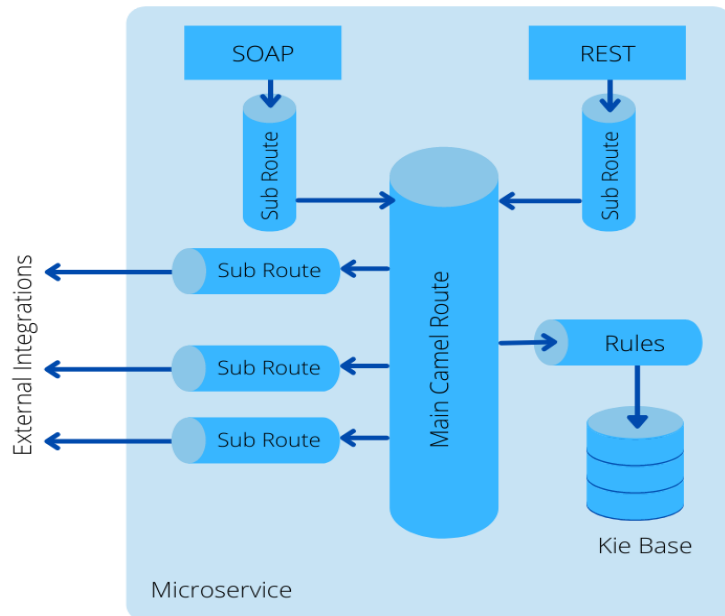 SOAP
REST
Sub Route
Sub Route
Main Camel Route
Sub Route
Sub Route
Sub Route
External Integrations
Rules
Kie Base
Microservice